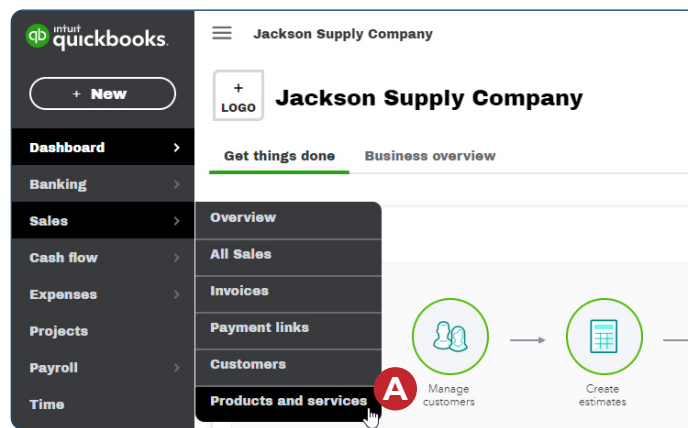 intuit
quickbooks.
Jackson Supply Company
+ New
+
LOGO
Jackson Supply Company
Dashboard
Get things done
Business overview
Banking
Sales
Overview
Cash flow
All Sales
Expenses
Invoices
Projects
Payment links
Payroll
Customers
Time
Products and services
A
Manage
customers
Create
estimates